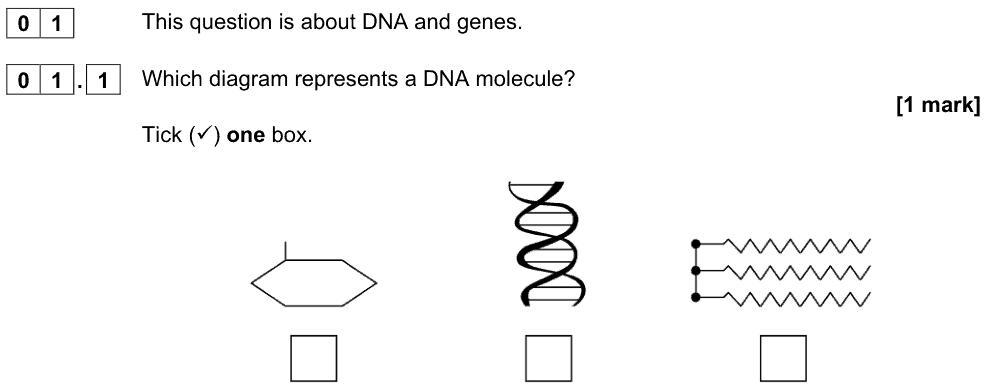 0 1 This question is about DNA and genes.
0 1 . 1 Which diagram represents a DNA molecule?
[1 mark]
Tick (✓) one box.